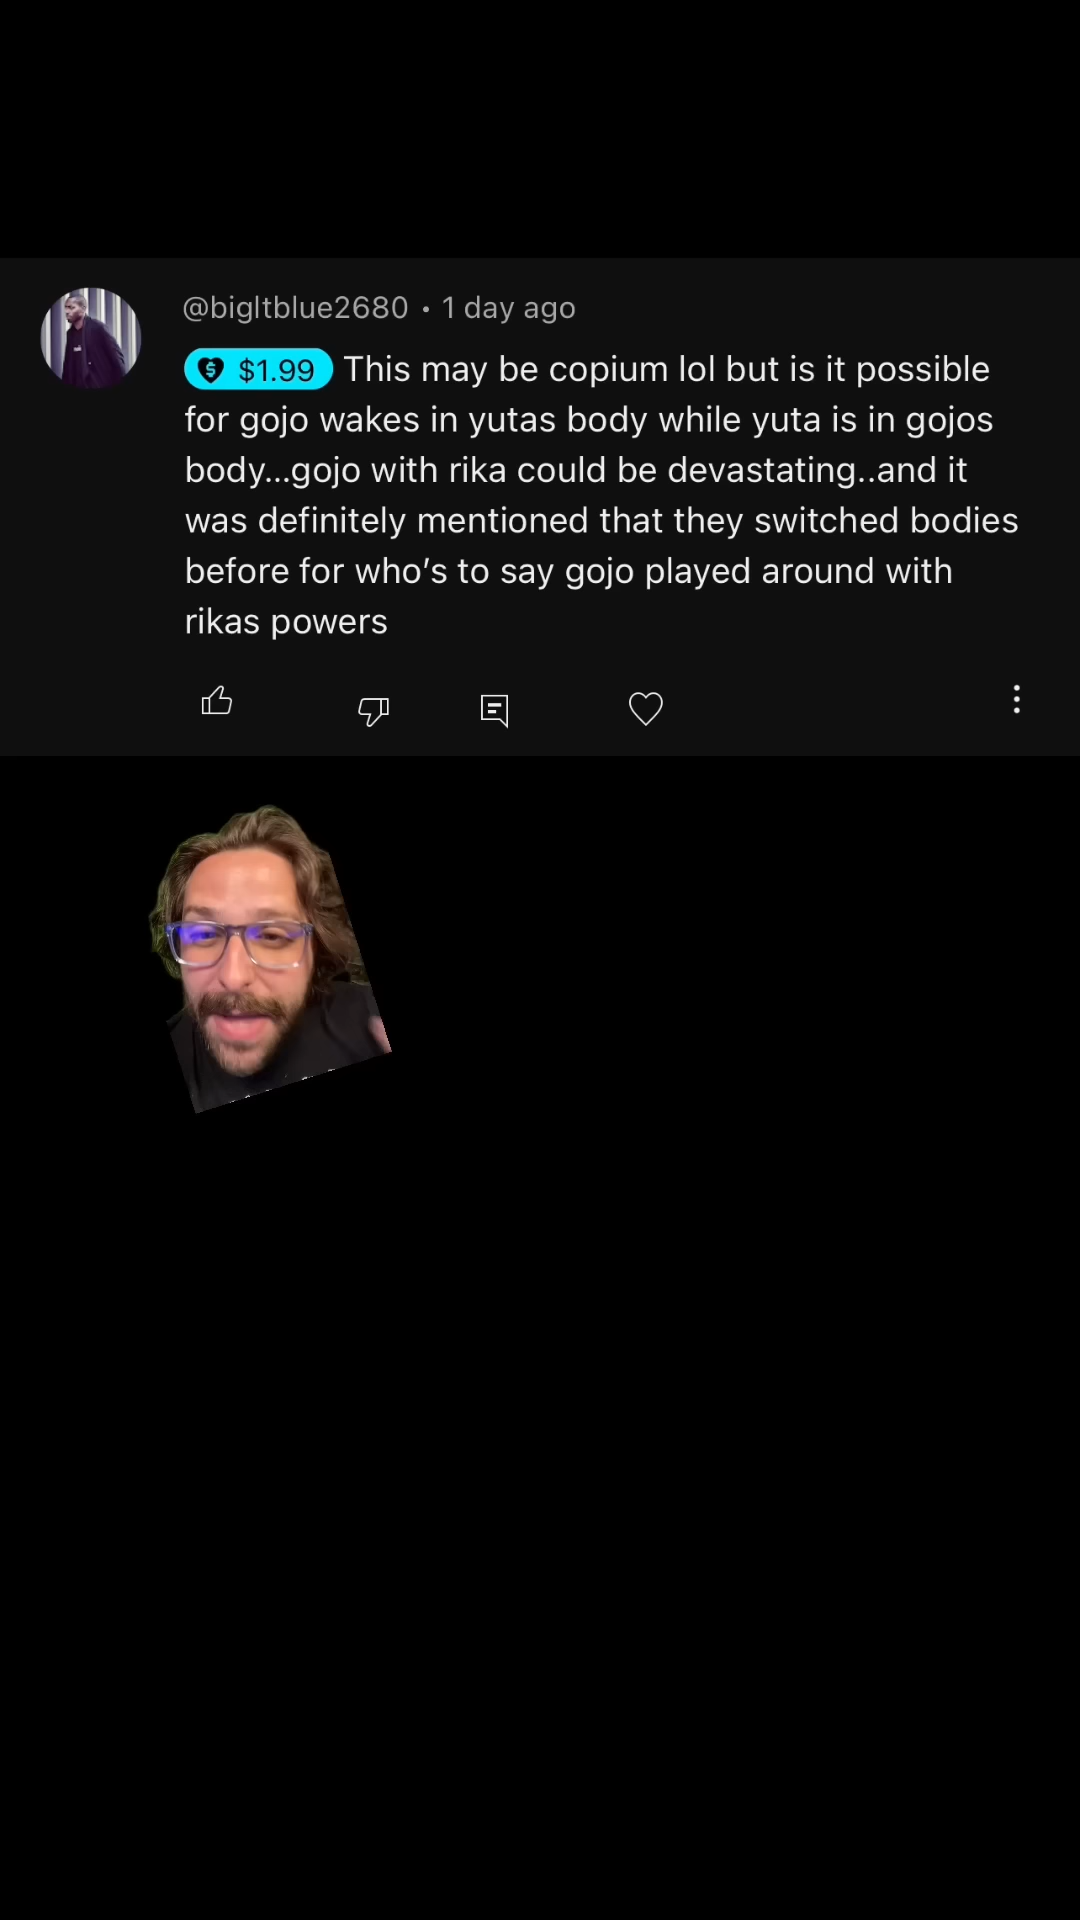 @bigltblue2680 • 1 day ago
$1.99 This may be copium lol but is it possible
for gojo wakes in yutas body while yuta is in gojos
body...gojo with rika could be devastating..and it
was definitely mentioned that they switched bodies
before for who’s to say gojo played around with
rikas powers